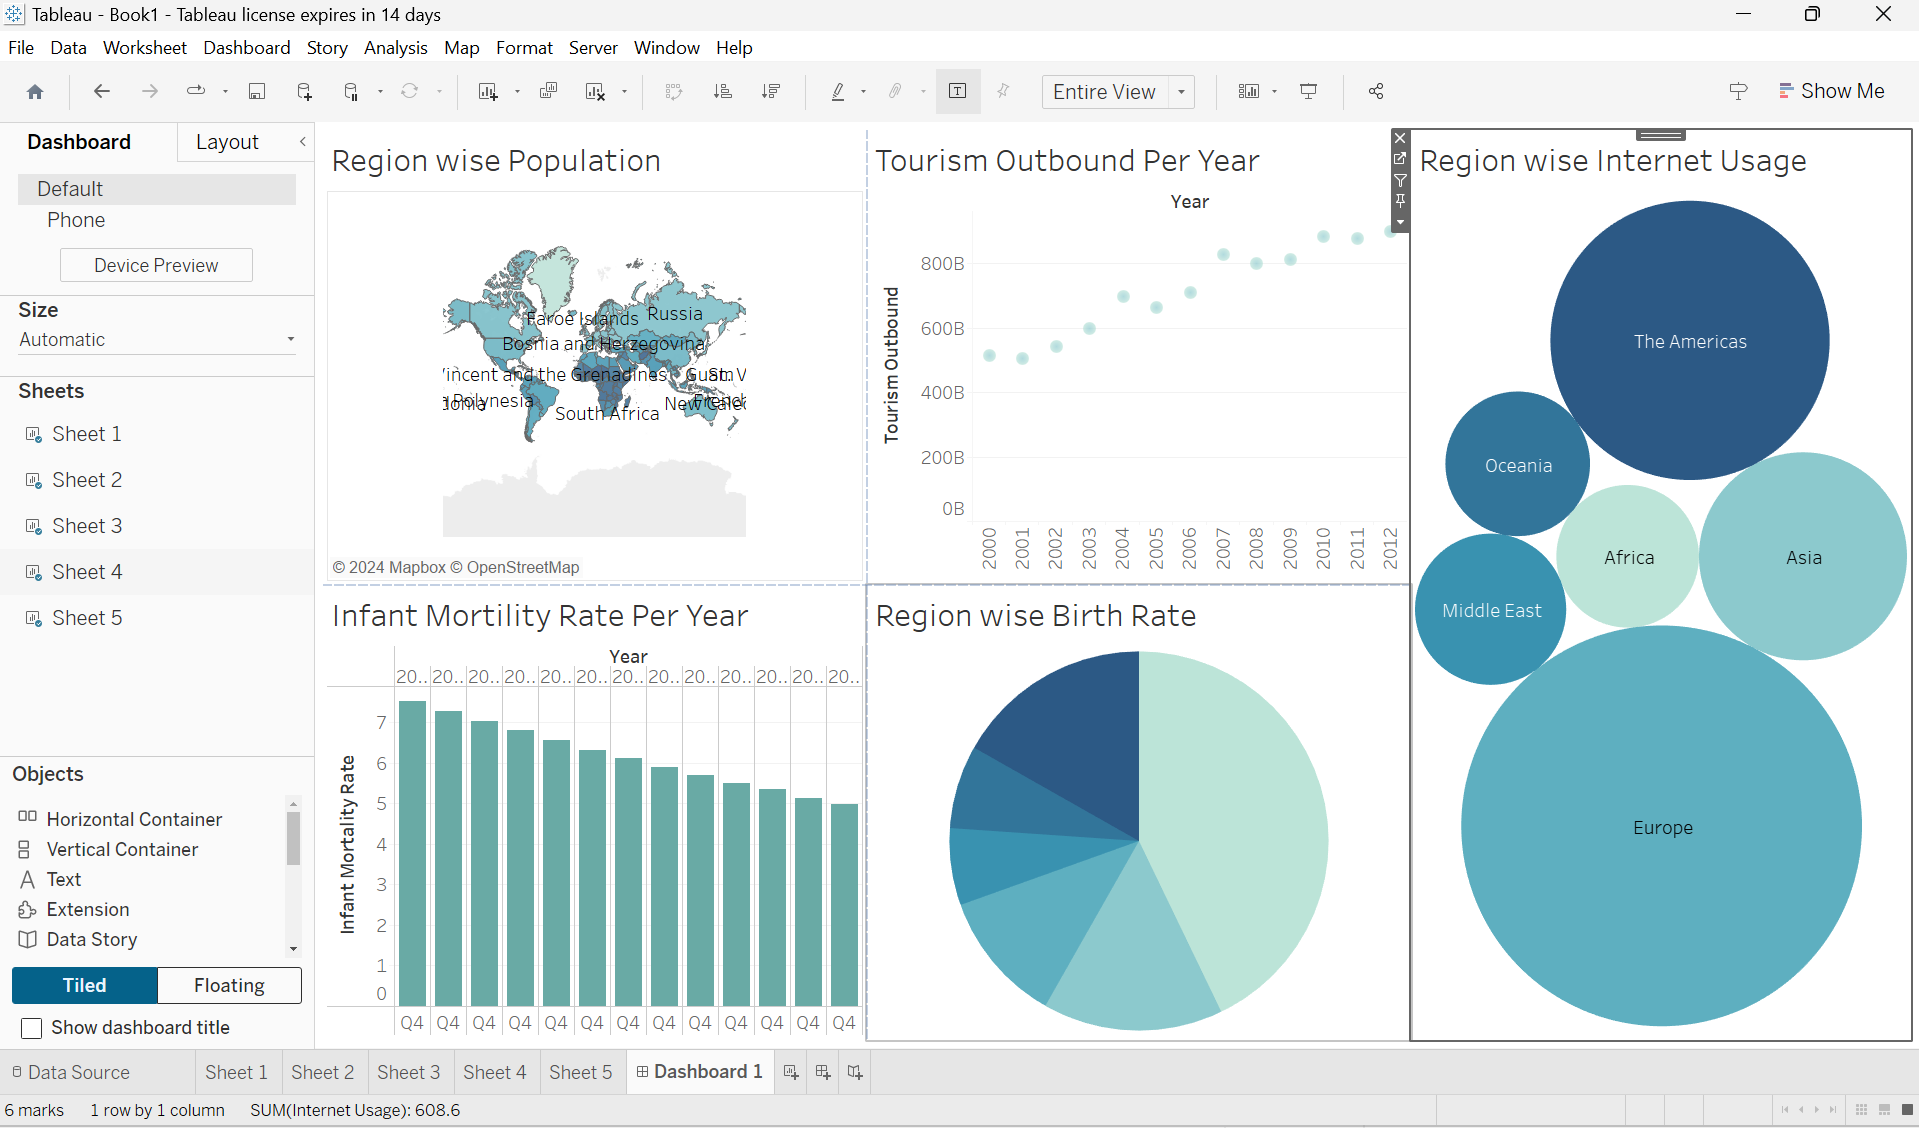 Tableau - Book1 - Tableau license expires in 14 days
File Data Worksheet Dashboard Story Analysis Map Format Server Window Help
Entire View
Show Me
Dashboard
Layout
Default
Phone
Device Preview
Size
Automatic
Sheets
Sheet 1
Sheet 2
Sheet 3
Sheet 4
Sheet 5
Objects
Horizontal Container
Vertical Container
Text
Extension
Data Story
Tiled
Floating
Show dashboard title
Region wise Population
Faroe Islands
Russia
Bosnia and Herzegovina
Vincent and the Grenadines
Guam
St. V
Polynesia
South Africa
© 2024 Mapbox © OpenStreetMap
Tourism Outbound Per Year
Year
Tourism Outbound
800B
600B
400B
200B
0B
2000 2001 2002 2003 2004 2005 2006 2007 2008 2009 2010 2011 2012
Region wise Internet Usage
The Americas
Oceania
Africa
Asia
Middle East
Europe
Infant Mortility Rate Per Year
Year
20.. 20.. 20.. 20.. 20.. 20.. 20.. 20.. 20.. 20.. 20.. 20.. 20..
Infant Mortality Rate
7
6
5
4
3
2
1
0
Q4 Q4 Q4 Q4 Q4 Q4 Q4 Q4 Q4 Q4 Q4 Q4 Q4
Region wise Birth Rate
Data Source
Sheet 1
Sheet 2
Sheet 3
Sheet 4
Sheet 5
Dashboard 1
6 marks 1 row by 1 column SUM(Internet Usage): 608.6